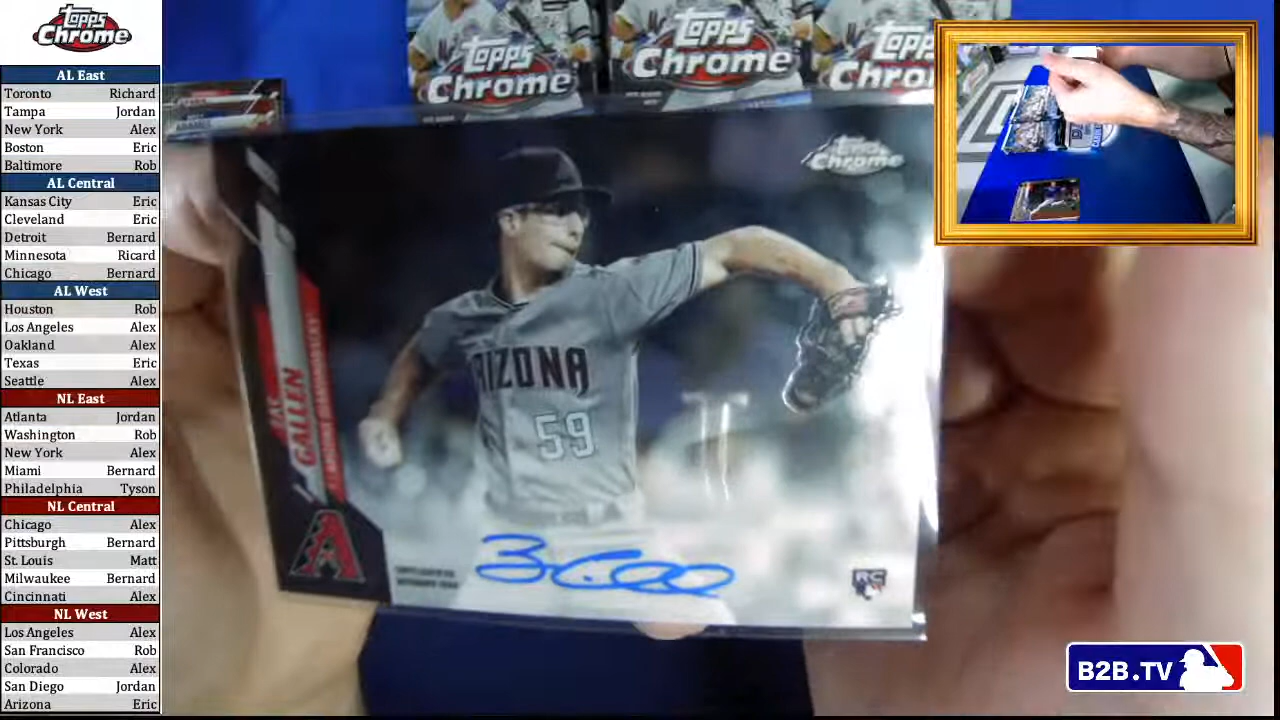 Topps
Chrome
AL East
Toronto Richard
Tampa Jordan
New York Alex
Boston Eric
Baltimore Rob
AL Central
Kansas City Eric
Cleveland Eric
Detroit Bernard
Minnesota Ricard
Chicago Bernard
AL West
Houston Rob
Los Angeles Alex
Oakland Alex
Texas Eric
Seattle Alex
NL East
Atlanta Jordan
Washington Rob
New York Alex
Miami Bernard
Philadelphia Tyson
NL Central
Chicago Alex
Pittsburgh Bernard
St. Louis Matt
Milwaukee Bernard
Cincinnati Alex
NL West
Los Angeles Alex
San Francisco Rob
Colorado Alex
San Diego Jordan
Arizona Eric
Topps
Chrome
Topps
Chrome
Topps
Chrome
Topps
Chrome
ZAC
GALLEN
ARIZONA DIAMONDBACKS
ARIZONA
59
RC
B2B.TV